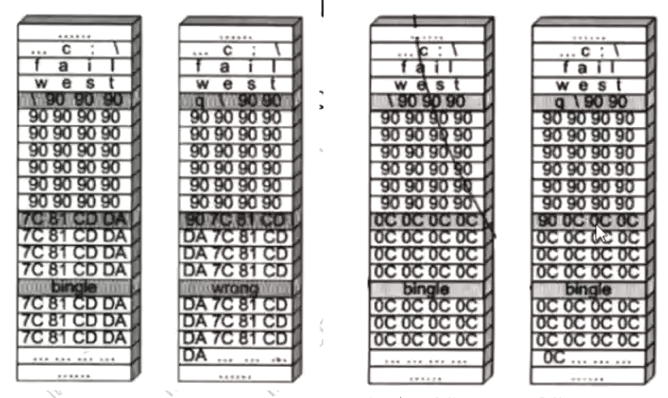 ... c : \
f a i l
w e s t
\ 90 90 90
90 90 90 90
90 90 90 90
90 90 90 90
90 90 90 90
90 90 90 90
90 90 90 90
7C 81 CD DA
7C 81 CD DA
7C 81 CD DA
7C 81 CD DA
bingle
7C 81 CD DA
7C 81 CD DA
7C 81 CD DA
... ... ... ...
......
... c : \
f a i l
w e s t
q \ 90 90
90 90 90 90
90 90 90 90
90 90 90 90
90 90 90 90
90 90 90 90
90 90 90 90
90 7C 81 CD
DA 7C 81 CD
DA 7C 81 CD
DA 7C 81 CD
wrong
DA 7C 81 CD
DA 7C 81 CD
DA 7C 81 CD
DA ... ... ...
......
... c : \
f a i l
w e s t
\ 90 90 90
90 90 90 90
90 90 90 90
90 90 90 90
90 90 90 90
90 90 90 90
90 90 90 90
0C 0C 0C 0C
0C 0C 0C 0C
0C 0C 0C 0C
0C 0C 0C 0C
bingle
0C 0C 0C 0C
0C 0C 0C 0C
0C 0C 0C 0C
... ... ... ...
......
... c : \
f a i l
w e s t
q \ 90 90
90 90 90 90
90 90 90 90
90 90 90 90
90 90 90 90
90 90 90 90
90 90 90 90
90 0C 0C 0C
0C 0C 0C 0C
0C 0C 0C 0C
0C 0C 0C 0C
bingle
0C 0C 0C 0C
0C 0C 0C 0C
0C 0C 0C 0C
0C ... ... ...
......